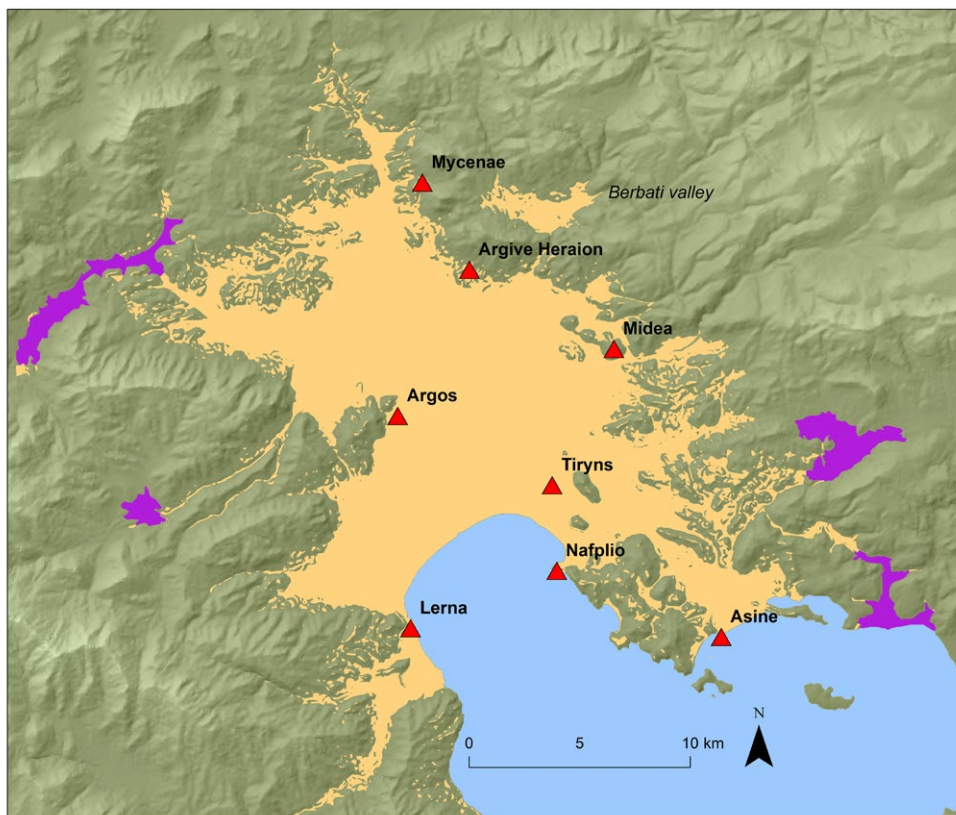 Mycenae
Berbati valley
Argive Heraion
Midea
Argos
Tiryns
Nafplio
Lerna
Asine
N
0 5 10 km